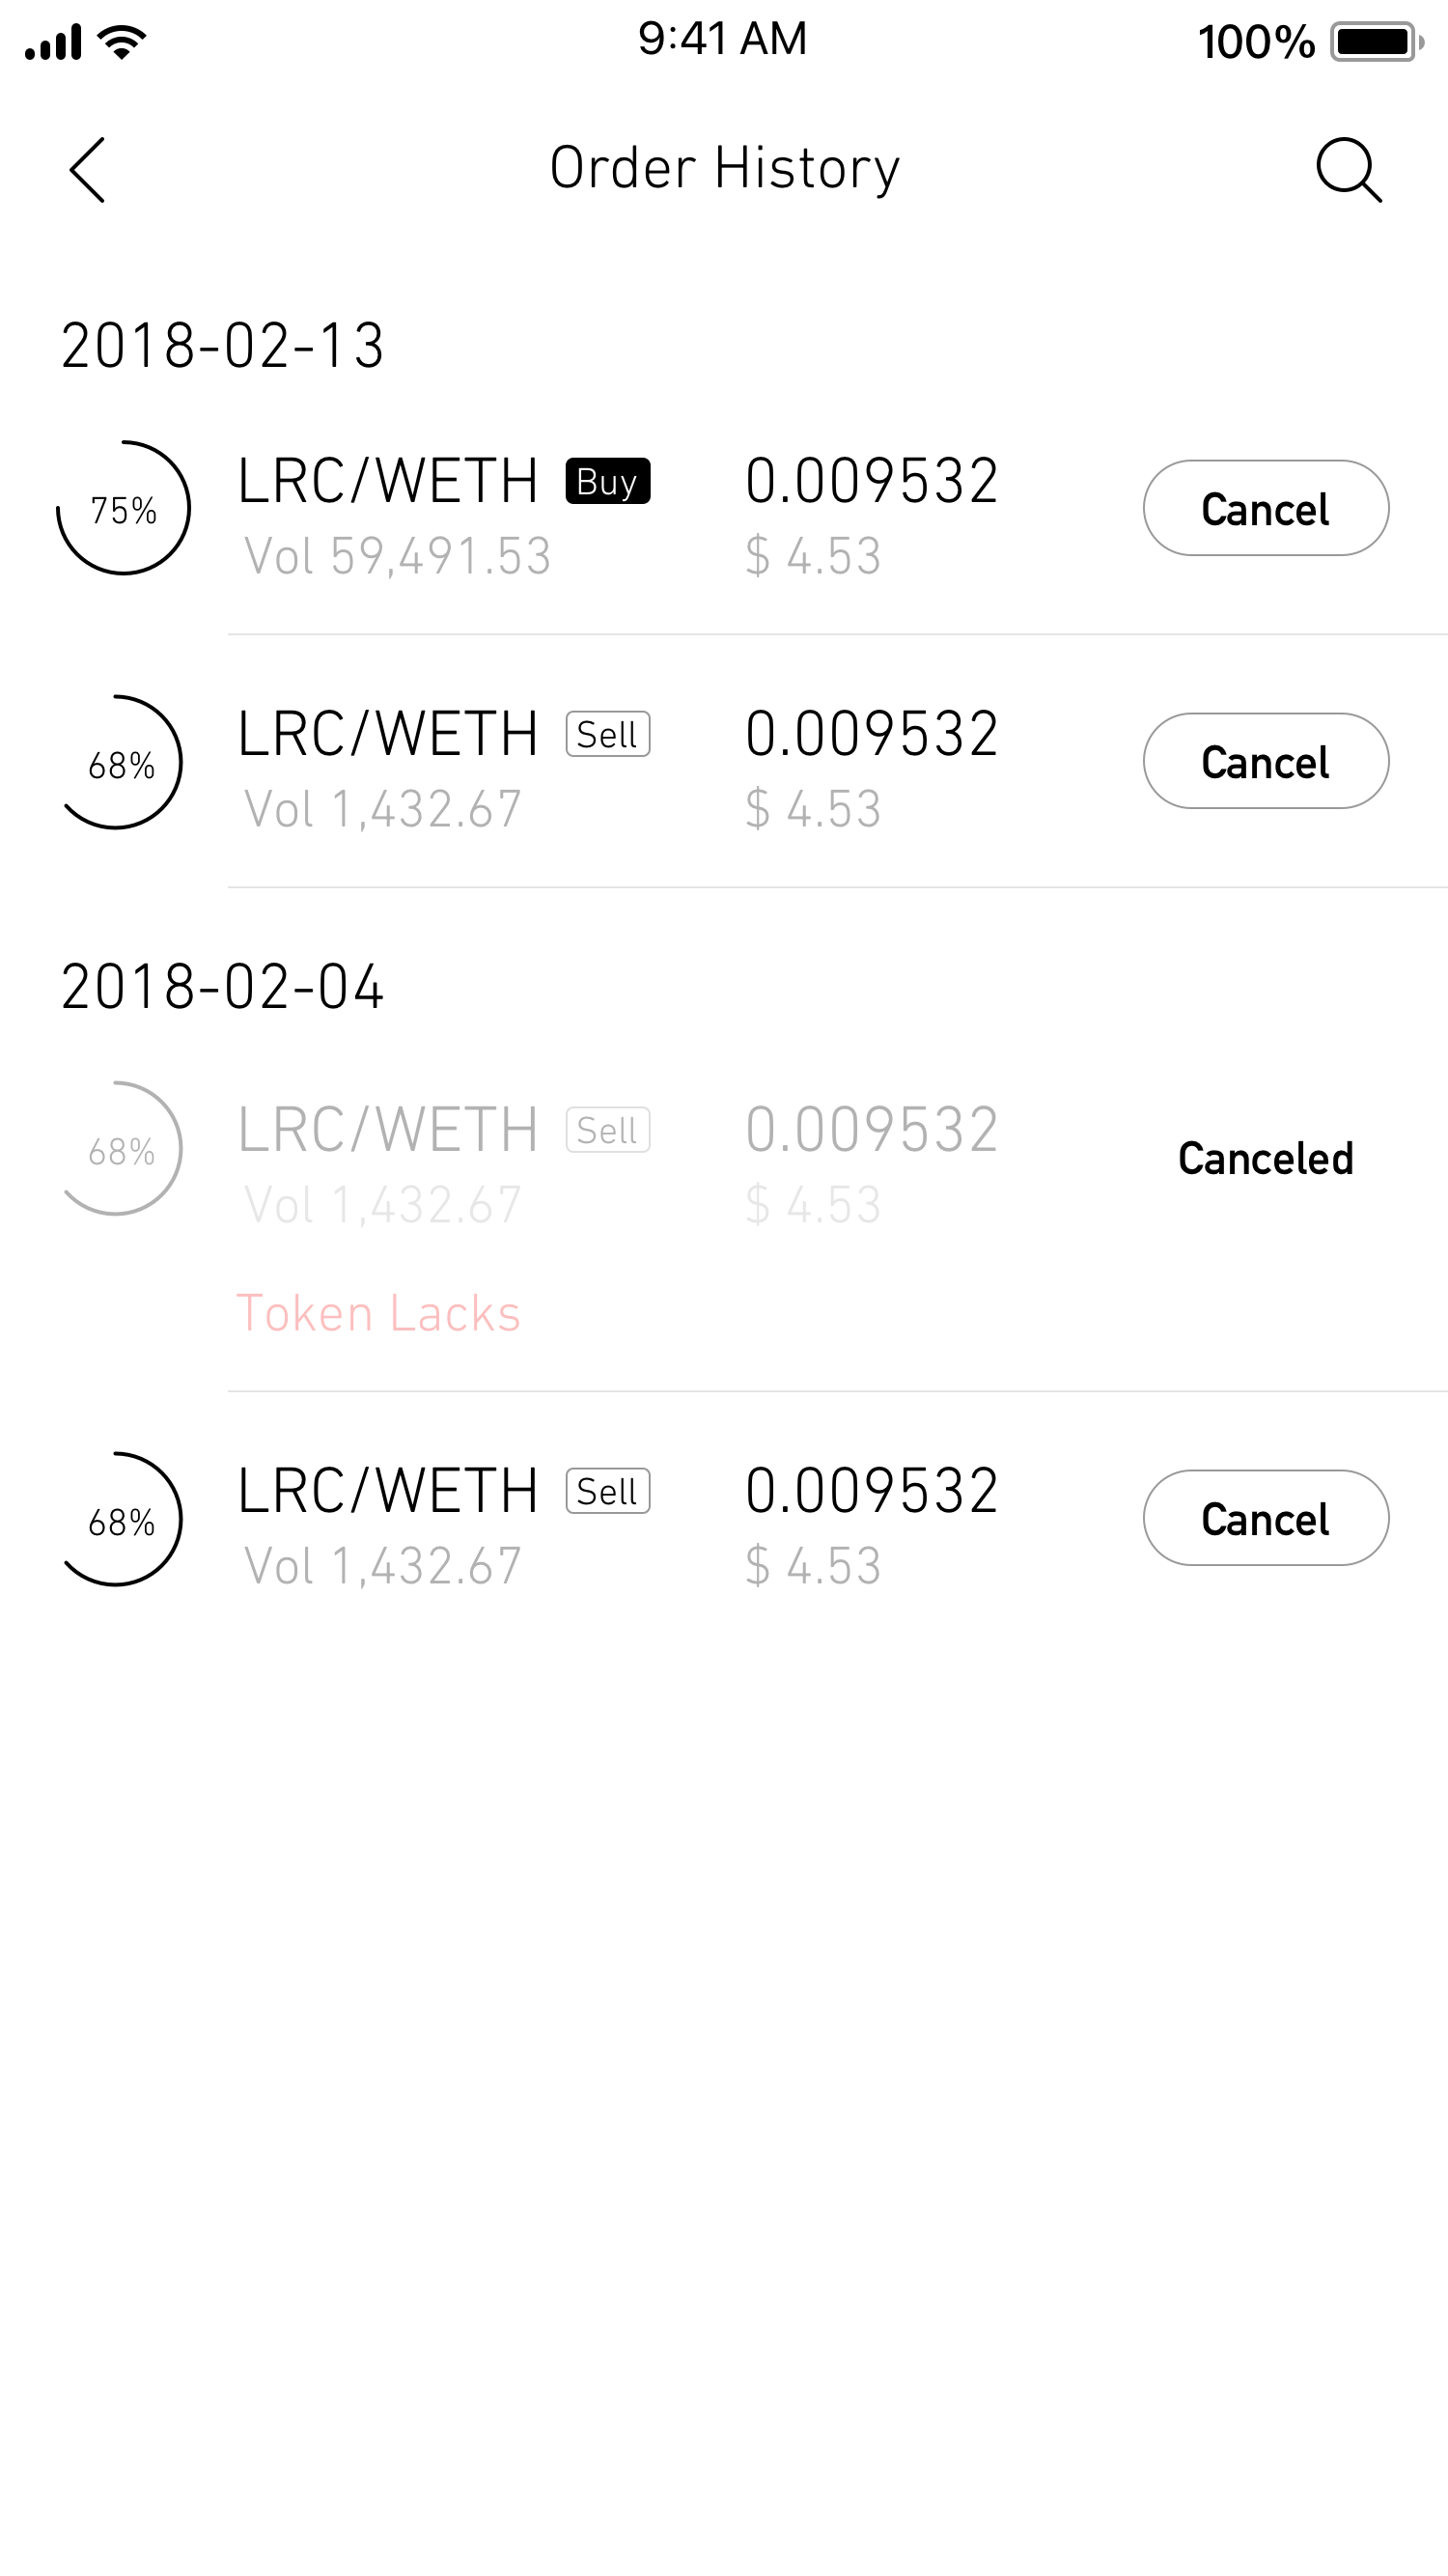 9:41 AM 100%
Order History
2018-02-13
75% LRC/WETH Buy 0.009532 Cancel
Vol 59,491.53 $ 4.53
68% LRC/WETH Sell 0.009532 Cancel
Vol 1,432.67 $ 4.53
2018-02-04
68% LRC/WETH Sell 0.009532 Canceled
Vol 1,432.67 $ 4.53
Token Lacks
68% LRC/WETH Sell 0.009532 Cancel
Vol 1,432.67 $ 4.53